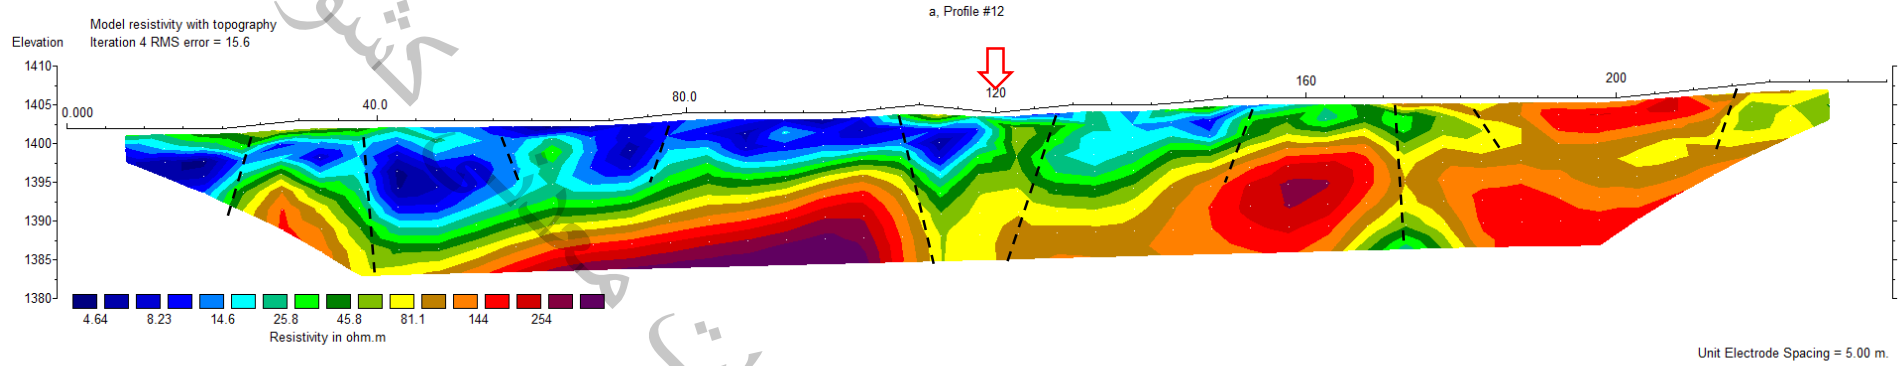 a, Profile #12
Model resistivity with topography
Elevation Iteration 4 RMS error = 15.6
1410
1405
1400
1395
1390
1385
1380
0.000 40.0 80.0 120 160 200
4.64 8.23 14.6 25.8 45.8 81.1 144 254
Resistivity in ohm.m
Unit Electrode Spacing = 5.00 m.